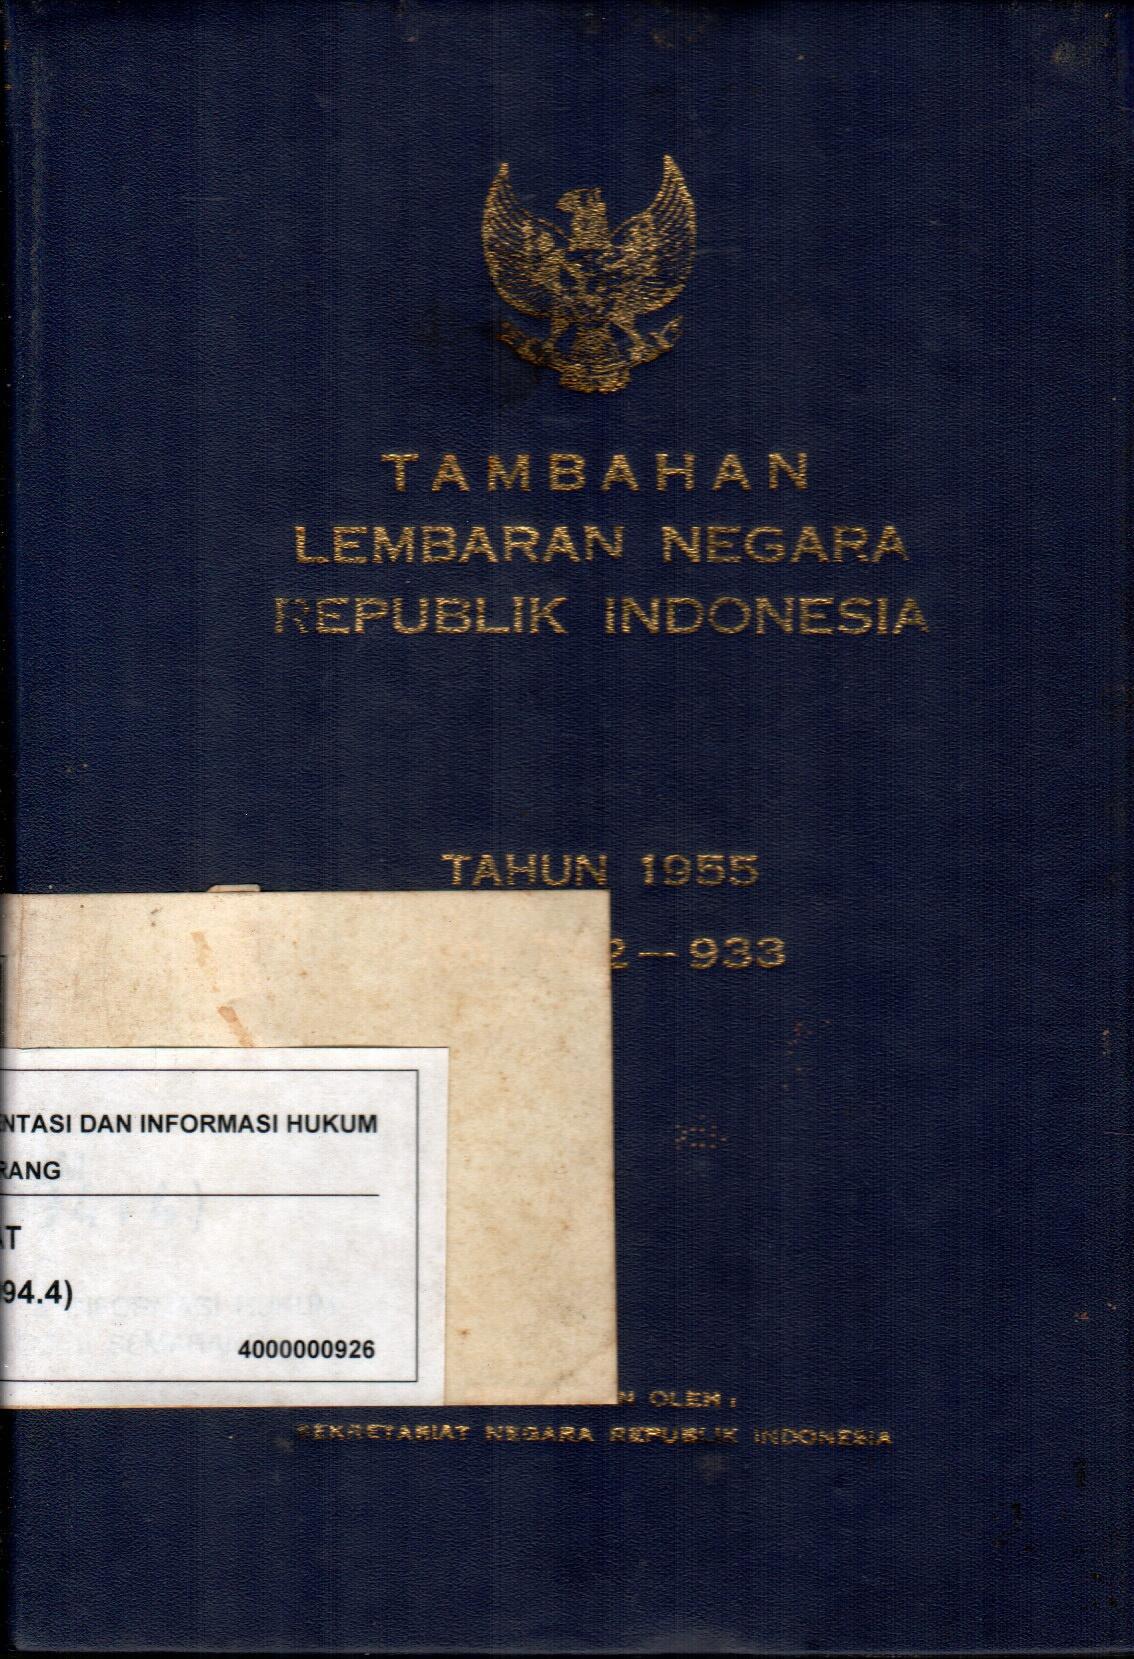 TAMBAHAN
LEMBARAN NEGARA
REPUBLIK INDONESIA
TAHUN 1955
2 — 933
NTASI DAN INFORMASI HUKUM
RANG
AT
94.4)
4000000926
N OLEH :
SEKRETARIAT NEGARA REPUBLIK INDONESIA